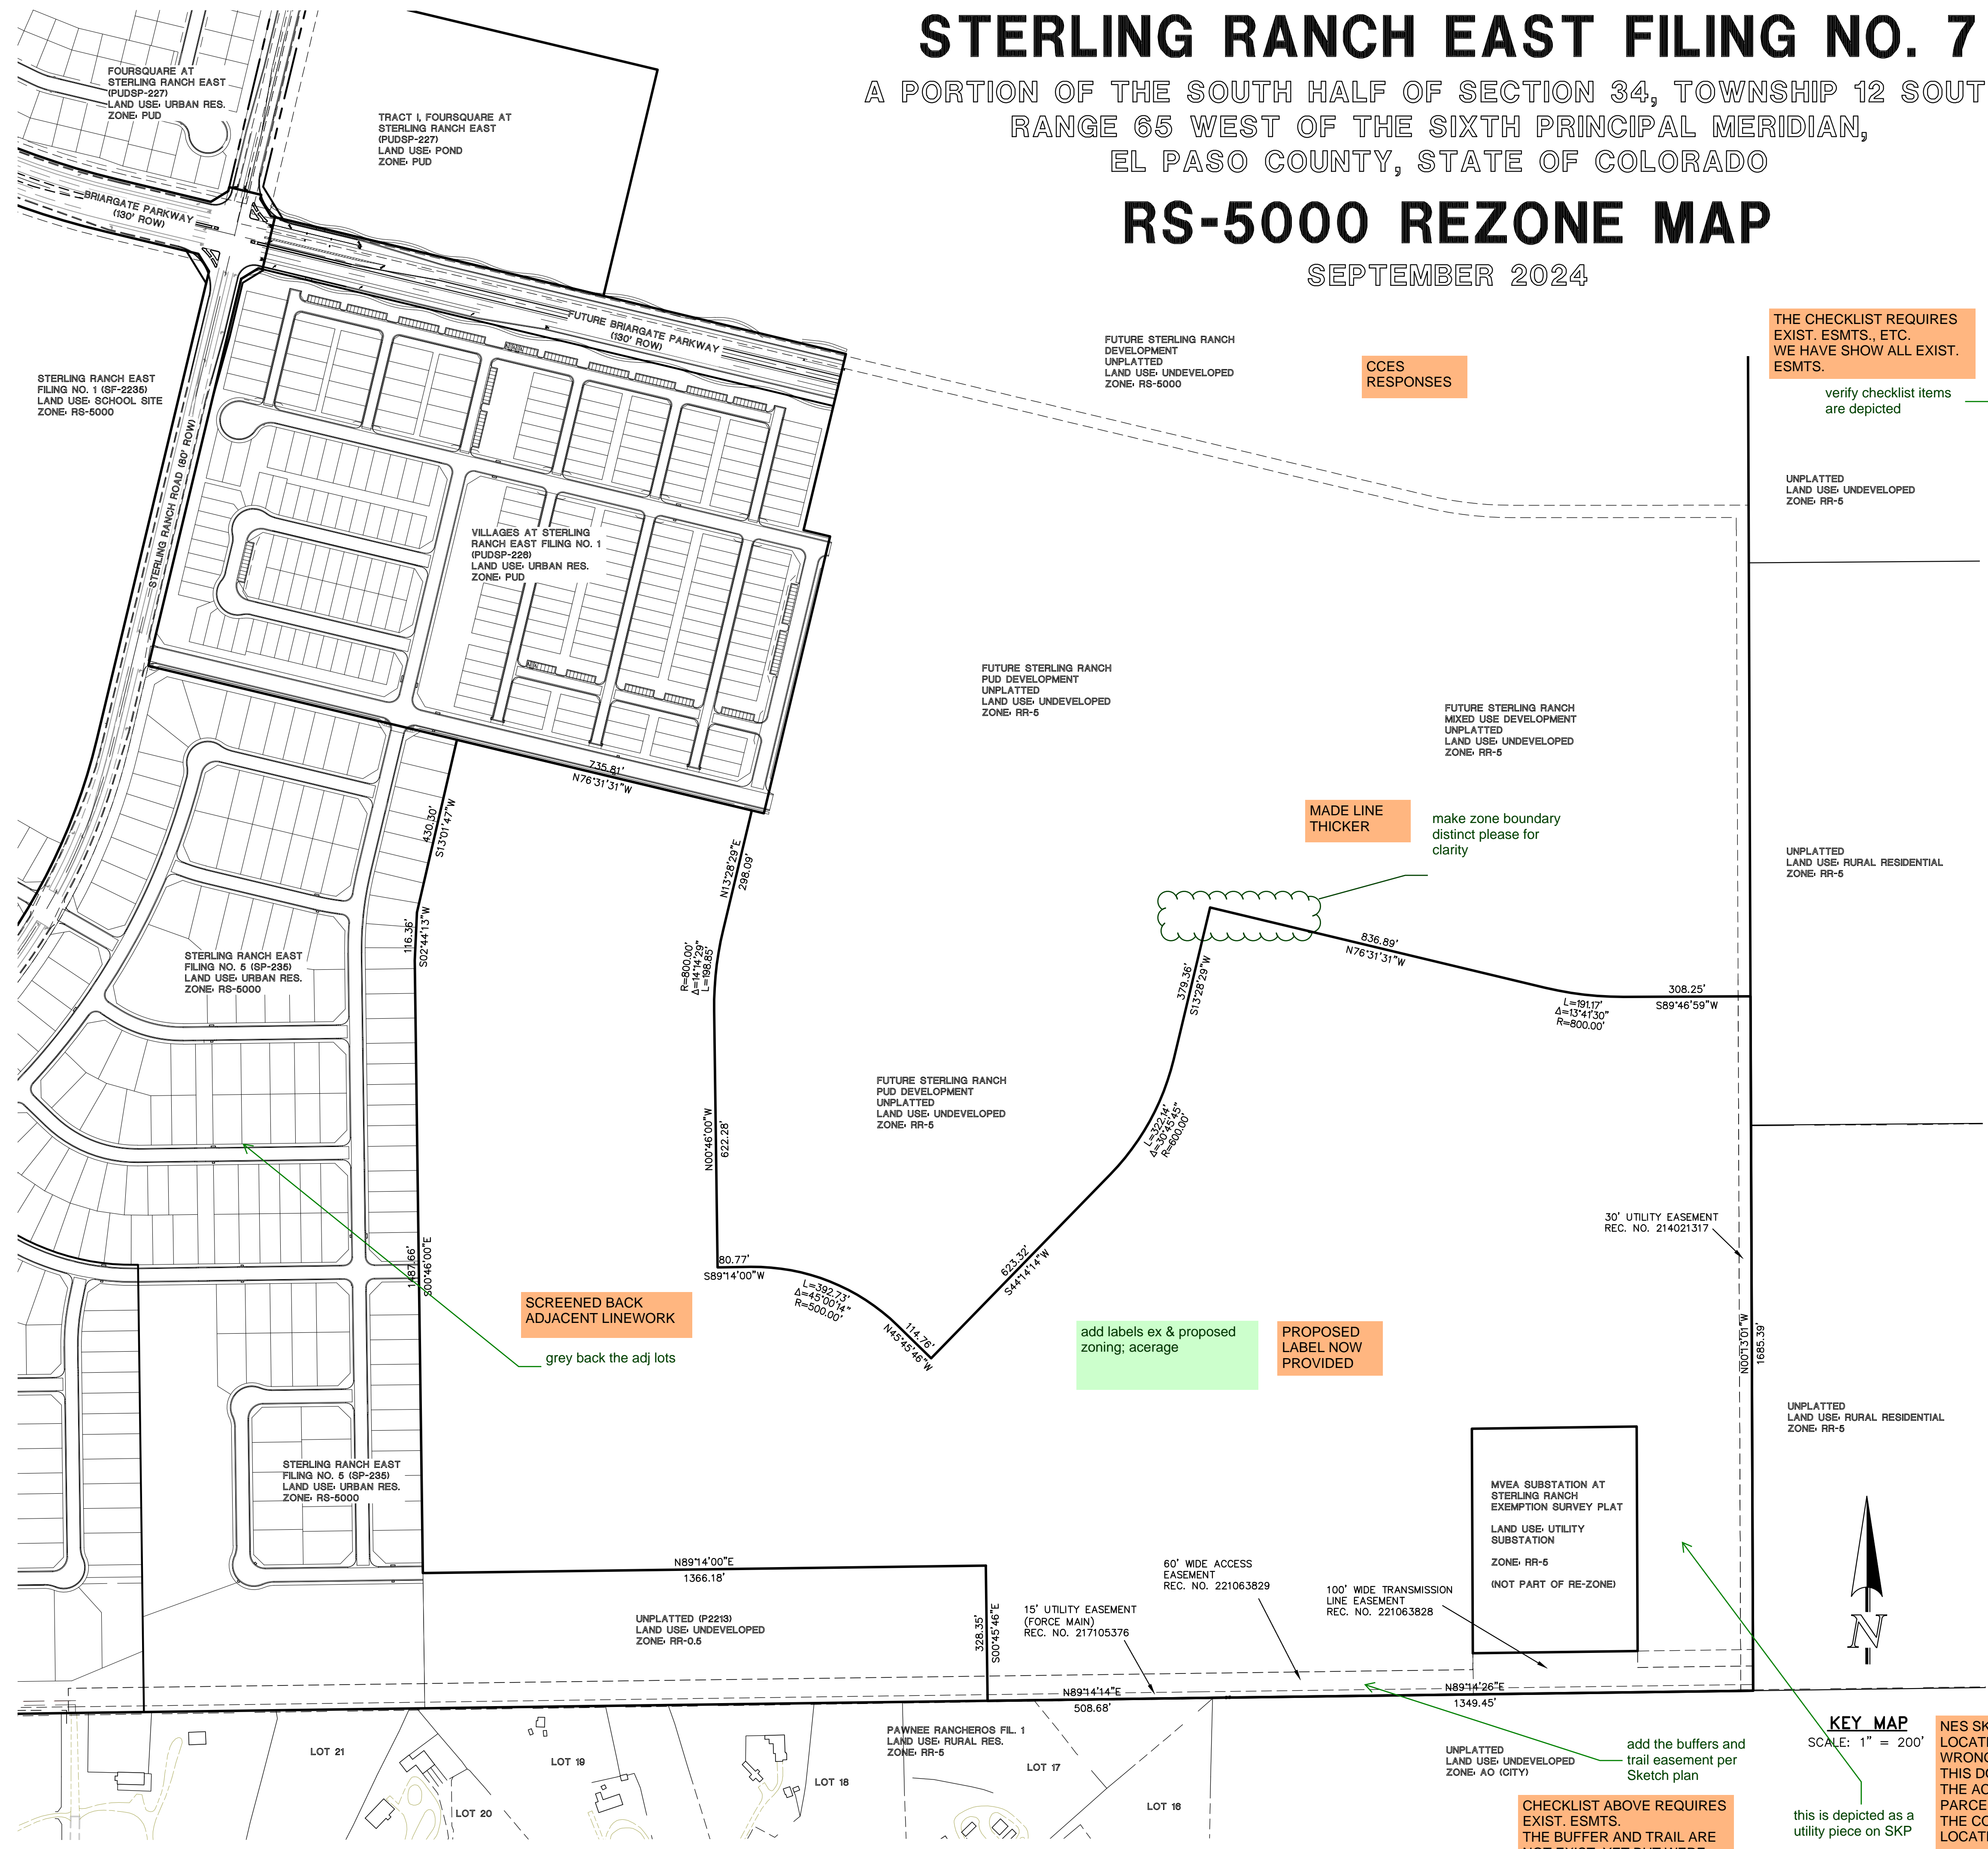 STERLING RANCH EAST FILING NO. 7
A PORTION OF THE SOUTH HALF OF SECTION 34, TOWNSHIP 12 SOUT
RANGE 65 WEST OF THE SIXTH PRINCIPAL MERIDIAN,
EL PASO COUNTY, STATE OF COLORADO
RS-5000 REZONE MAP
SEPTEMBER 2024
FOURSQUARE AT
STERLING RANCH EAST
(PUDSP-227)
LAND USE: URBAN RES.
ZONE: PUD
TRACT I, FOURSQUARE AT
STERLING RANCH EAST
(PUDSP-227)
LAND USE: POND
ZONE: PUD
BRIARGATE PARKWAY
(130' ROW)
FUTURE BRIARGATE PARKWAY
(130' ROW)
STERLING RANCH EAST
FILING NO. 1 (SF-2235)
LAND USE: SCHOOL SITE
ZONE: RS-5000
STERLING RANCH ROAD (80' ROW)
FUTURE STERLING RANCH
DEVELOPMENT
UNPLATTED
LAND USE: UNDEVELOPED
ZONE: RS-5000
CCES
RESPONSES
THE CHECKLIST REQUIRES
EXIST. ESMTS., ETC.
WE HAVE SHOW ALL EXIST.
ESMTS.
verify checklist items
are depicted
UNPLATTED
LAND USE: UNDEVELOPED
ZONE: RR-5
VILLAGES AT STERLING
RANCH EAST FILING NO. 1
(PUDSP-226)
LAND USE: URBAN RES.
ZONE: PUD
FUTURE STERLING RANCH
PUD DEVELOPMENT
UNPLATTED
LAND USE: UNDEVELOPED
ZONE: RR-5
FUTURE STERLING RANCH
MIXED USE DEVELOPMENT
UNPLATTED
LAND USE: UNDEVELOPED
ZONE: RR-5
735.81'
N76°31'31"W
430.30'
S13°01'47"W
N13°28'29"E
298.09'
MADE LINE
THICKER
make zone boundary
distinct please for
clarity
UNPLATTED
LAND USE: RURAL RESIDENTIAL
ZONE: RR-5
116.36'
S02°44'13"W
R=800.00'
Δ=14°14'29"
L=198.85'
STERLING RANCH EAST
FILING NO. 5 (SP-235)
LAND USE: URBAN RES.
ZONE: RS-5000
836.89'
N76°31'31"W
379.36'
S13°28'29"W
L=191.17'
Δ=13°41'30"
R=800.00'
308.25'
S89°46'59"W
FUTURE STERLING RANCH
PUD DEVELOPMENT
UNPLATTED
LAND USE: UNDEVELOPED
ZONE: RR-5
N00°46'00"W
622.28'
L=322.14'
Δ=30°45'45"
R=600.00'
30' UTILITY EASEMENT
REC. NO. 214021317
1487.66'
S00°46'00"E
80.77'
S89°14'00"W
L=392.73'
Δ=45°00'14"
R=500.00'
114.76'
N45°45'46"W
623.32'
S44°14'14"W
SCREENED BACK
ADJACENT LINEWORK
grey back the adj lots
add labels ex & proposed
zoning; acerage
PROPOSED
LABEL NOW
PROVIDED
N00°13'01"W
1685.39'
UNPLATTED
LAND USE: RURAL RESIDENTIAL
ZONE: RR-5
STERLING RANCH EAST
FILING NO. 5 (SP-235)
LAND USE: URBAN RES.
ZONE: RS-5000
MVEA SUBSTATION AT
STERLING RANCH
EXEMPTION SURVEY PLAT
LAND USE: UTILITY
SUBSTATION
ZONE: RR-5
(NOT PART OF RE-ZONE)
N89°14'00"E
1366.18'
328.35'
S00°45'46"E
UNPLATTED (P2213)
LAND USE: UNDEVELOPED
ZONE: RR-0.5
15' UTILITY EASEMENT
(FORCE MAIN)
REC. NO. 217105376
60' WIDE ACCESS
EASEMENT
REC. NO. 221063829
100' WIDE TRANSMISSION
LINE EASEMENT
REC. NO. 221063828
N
N89°14'14"E
508.68'
N89°14'26"E
1349.45'
PAWNEE RANCHEROS FIL. 1
LAND USE: RURAL RES.
ZONE: RR-5
LOT 21
LOT 20
LOT 19
LOT 18
LOT 17
LOT 16
UNPLATTED
LAND USE: UNDEVELOPED
ZONE: AO (CITY)
add the buffers and
trail easement per
Sketch plan
KEY MAP
SCALE: 1" = 200'
this is depicted as a
utility piece on SKP
CHECKLIST ABOVE REQUIRES
EXIST. ESMTS.
THE BUFFER AND TRAIL ARE
NES SK
LOCATI
WRONG
THIS DO
THE AC
PARCE
THE CO
LOCATI